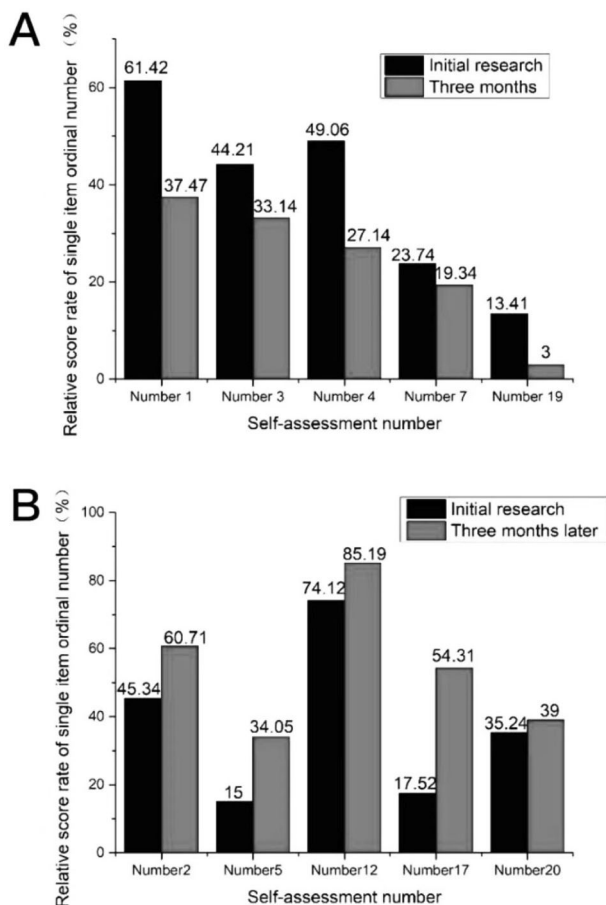 A
Relative score rate of single item ordinal number（%）
60
40
20
0
61.42
37.47
44.21
33.14
49.06
27.14
23.74
19.34
13.41
3
Initial research
Three months
Number 1
Number 3
Number 4
Number 7
Number 19
Self-assessment number
B
Relative score rate of single item ordinal number（%）
100
80
60
40
20
0
45.34
60.71
15
34.05
74.12
85.19
17.52
54.31
35.24
39
Initial research
Three months later
Number2
Number5
Number12
Number17
Number20
Self-assessment number